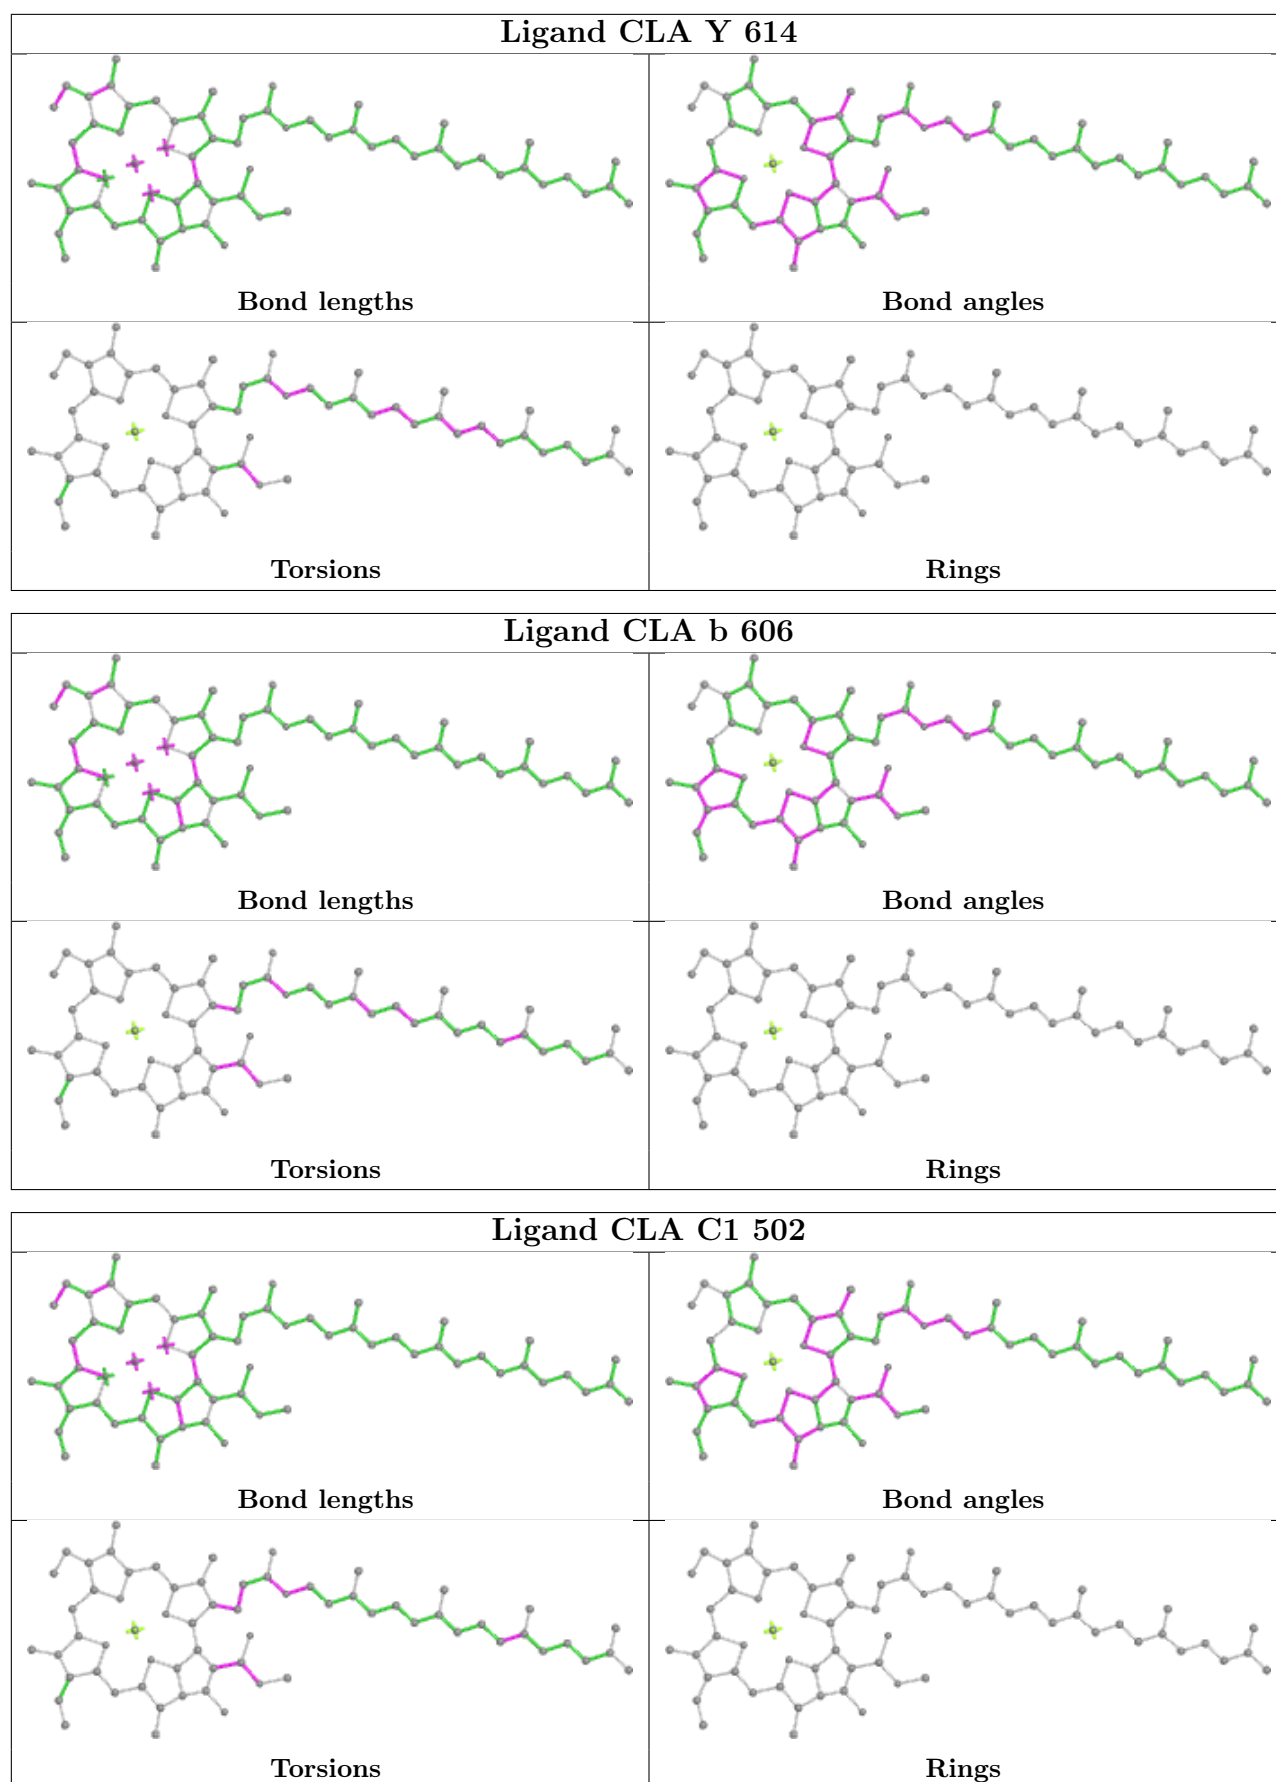 Ligand CLA Y 614
Bond lengths
Bond angles
Torsions
Rings
Ligand CLA b 606
Bond lengths
Bond angles
Torsions
Rings
Ligand CLA C1 502
Bond lengths
Bond angles
Torsions
Rings